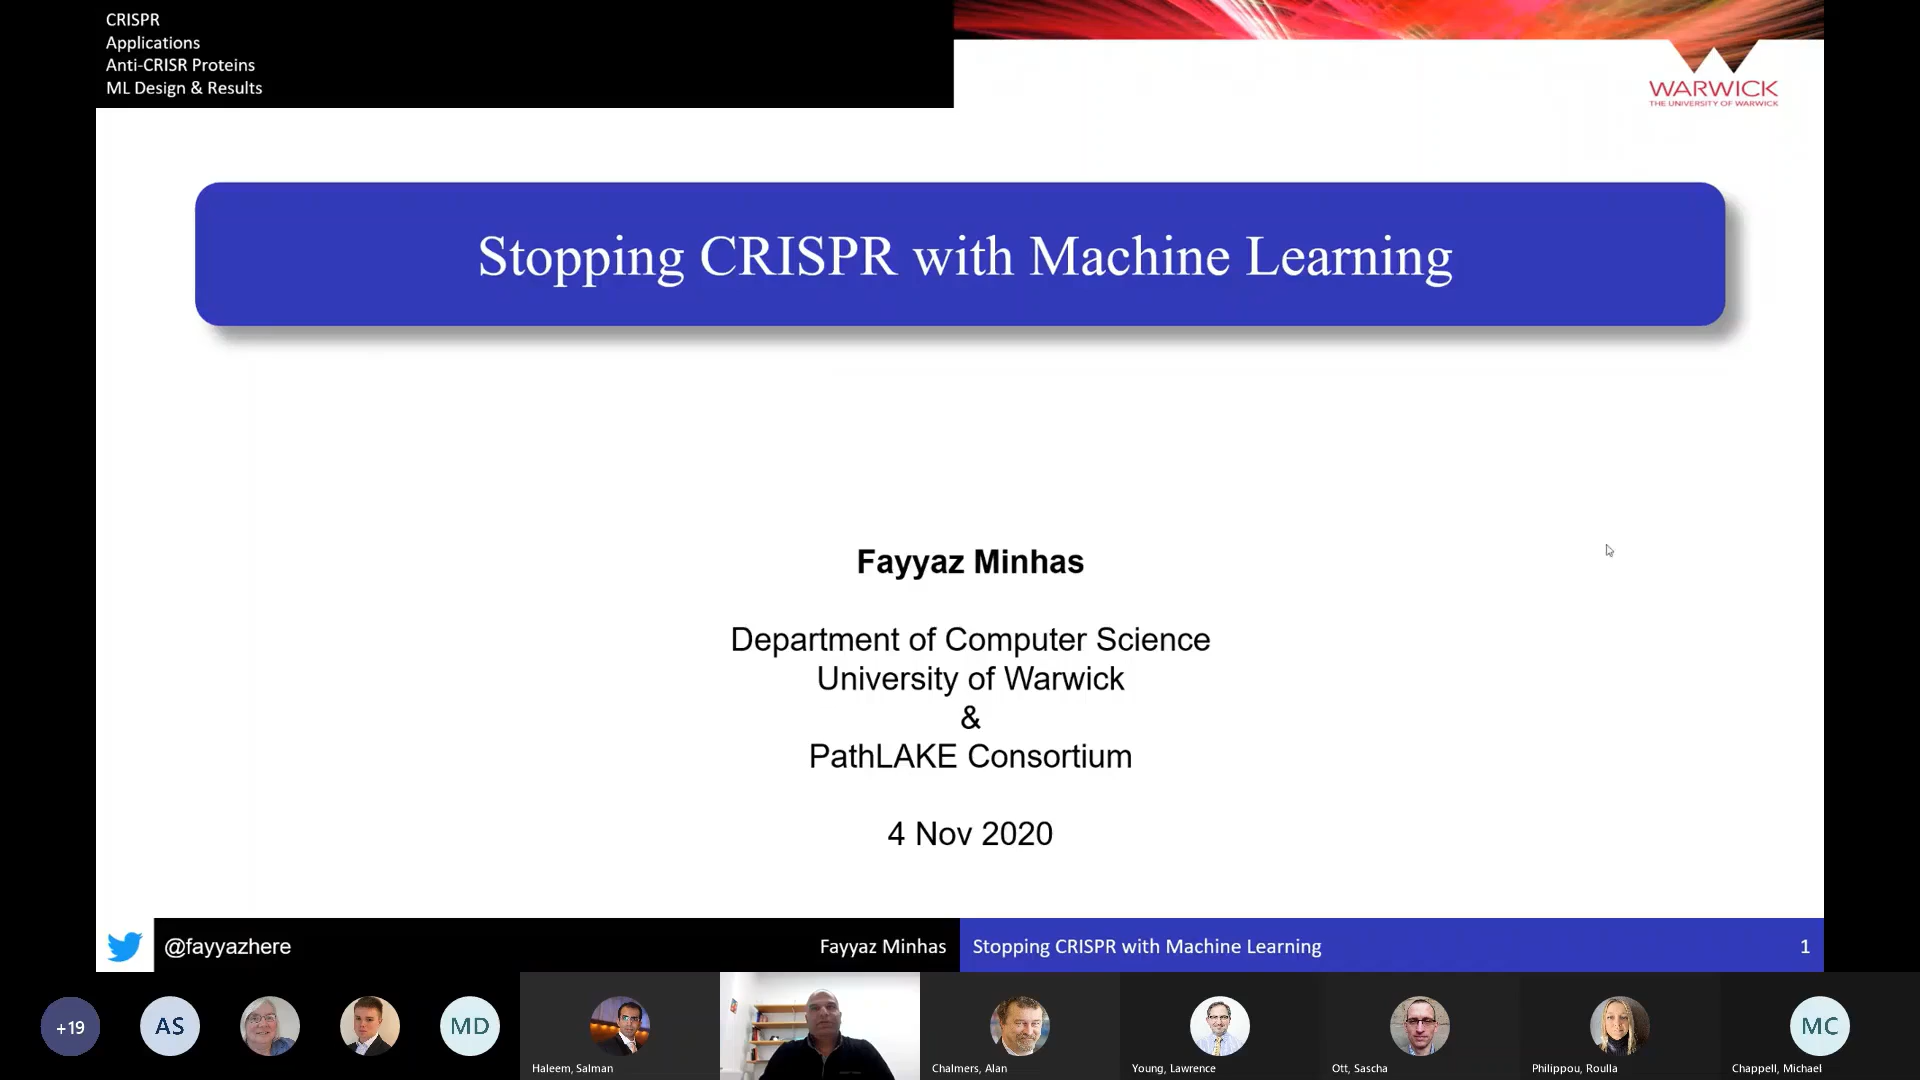 CRISPR
Applications
Anti-CRISR Proteins
ML Design & Results
WARWICK
THE UNIVERSITY OF WARWICK
Stopping CRISPR with Machine Learning
Fayyaz Minhas
Department of Computer Science
University of Warwick
&
PathLAKE Consortium
4 Nov 2020
@fayyazhere
Fayyaz Minhas
Stopping CRISPR with Machine Learning
1
+19
AS
MD
MC
Haleem, Salman
Chalmers, Alan
Young, Lawrence
Ott, Sascha
Philippou, Roulla
Chappell, Michael